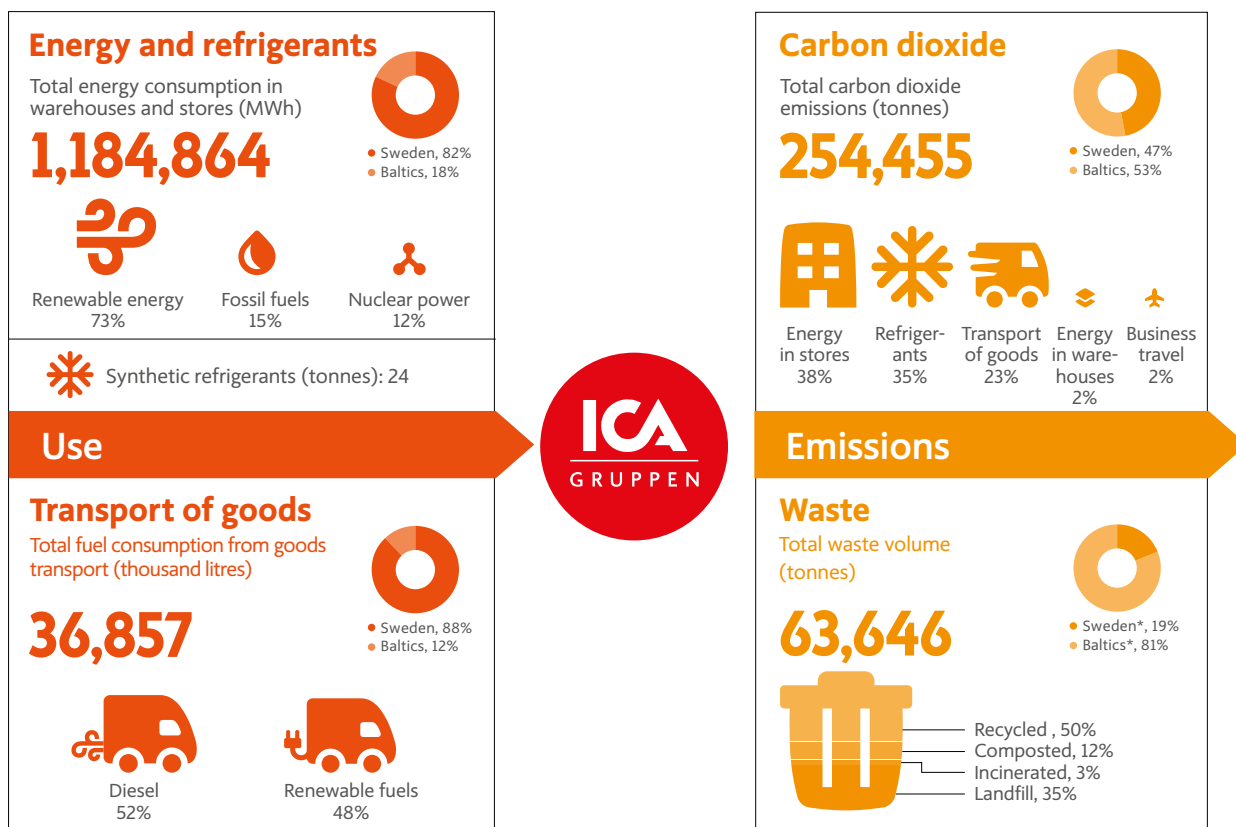 Energy and refrigerants
Total energy consumption in
warehouses and stores (MWh)
1,184,864
Sweden, 82%
Baltics, 18%
Renewable energy
73%
Fossil fuels
15%
Nuclear power
12%
Synthetic refrigerants (tonnes): 24
Use
Transport of goods
Total fuel consumption from goods
transport (thousand litres)
36,857
Sweden, 88%
Baltics, 12%
Diesel
52%
Renewable fuels
48%
ICA
GRUPPEN
Carbon dioxide
Total carbon dioxide
emissions (tonnes)
254,455
Sweden, 47%
Baltics, 53%
Energy
in stores
38%
Refriger-
ants
35%
Transport
of goods
23%
Energy
in ware-
houses
2%
Business
travel
2%
Emissions
Waste
Total waste volume
(tonnes)
63,646
Sweden*, 19%
Baltics*, 81%
Recycled , 50%
Composted, 12%
Incinerated, 3%
Landfill, 35%